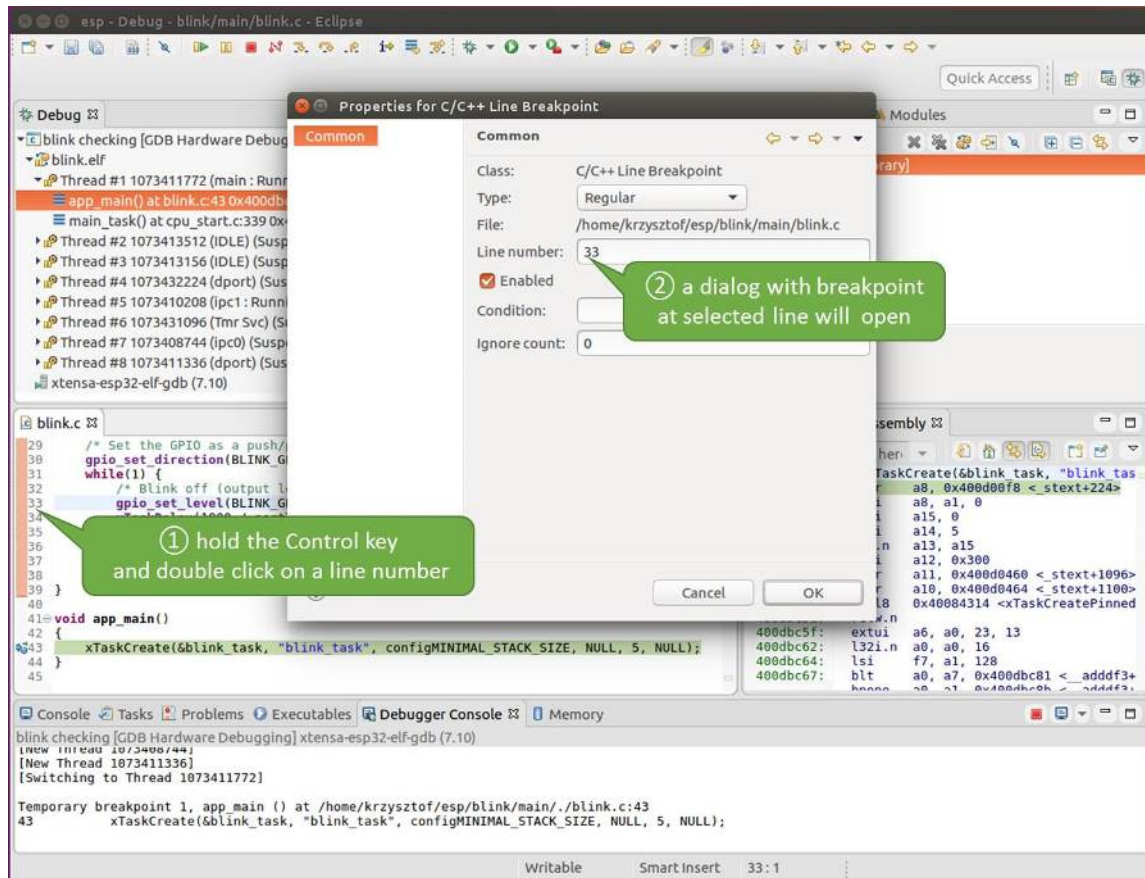 esp - Debug - blink/main/blink.c - Eclipse
Quick Access
Debug
Modules
blink checking [GDB Hardware Debug
blink.elf
Thread #1 1073411772 (main : Runn
app_main() at blink.c:43 0x400dbc
main_task() at cpu_start.c:339 0x4
Thread #2 1073413512 (IDLE) (Susp
Thread #3 1073413156 (IDLE) (Susp
Thread #4 1073432224 (dport) (Sus
Thread #5 1073410208 (ipc1 : Runni
Thread #6 1073431096 (Tmr Svc) (S
Thread #7 1073408744 (ipc0) (Susp
Thread #8 1073411336 (dport) (Sus
xtensa-esp32-elf-gdb (7.10)
rary]
Properties for C/C++ Line Breakpoint
Common
Common
Class: C/C++ Line Breakpoint
Type: Regular
File: /home/krzysztof/esp/blink/main/blink.c
Line number: 33
Enabled
Condition:
Ignore count: 0
② a dialog with breakpoint
at selected line will open
Cancel OK
blink.c
29 /* Set the GPIO as a push/
30 gpio_set_direction(BLINK_G
31 while(1) {
32 /* Blink off (output l
33 gpio_set_level(BLINK_G
34
35
36
37
38
39 }
40
41 void app_main()
42 {
43 xTaskCreate(&blink_task, "blink_task", configMINIMAL_STACK_SIZE, NULL, 5, NULL);
44 }
45
① hold the Control key
and double click on a line number
ssembly
TaskCreate(&blink_task, "blink_tas
r a8, 0x400d00f8 <_stext+224>
i a8, a1, 0
i a15, 0
i a14, 5
.n a13, a15
i a12, 0x300
r a11, 0x400d0460 <_stext+1096>
r a10, 0x400d0464 <_stext+1100>
l8 0x40084314 <xTaskCreatePinned
400dbc5f: extui a6, a0, 23, 13
400dbc62: l32i.n a0, a0, 16
400dbc64: lsi f7, a1, 128
400dbc67: blt a0, a7, 0x400dbc81 <__adddf3+
Console Tasks Problems Executables Debugger Console Memory
blink checking [GDB Hardware Debugging] xtensa-esp32-elf-gdb (7.10)
[New Thread 1073408744]
[New Thread 1073411336]
[Switching to Thread 1073411772]
Temporary breakpoint 1, app_main () at /home/krzysztof/esp/blink/main/./blink.c:43
43 xTaskCreate(&blink_task, "blink_task", configMINIMAL_STACK_SIZE, NULL, 5, NULL);
Writable Smart Insert 33 : 1